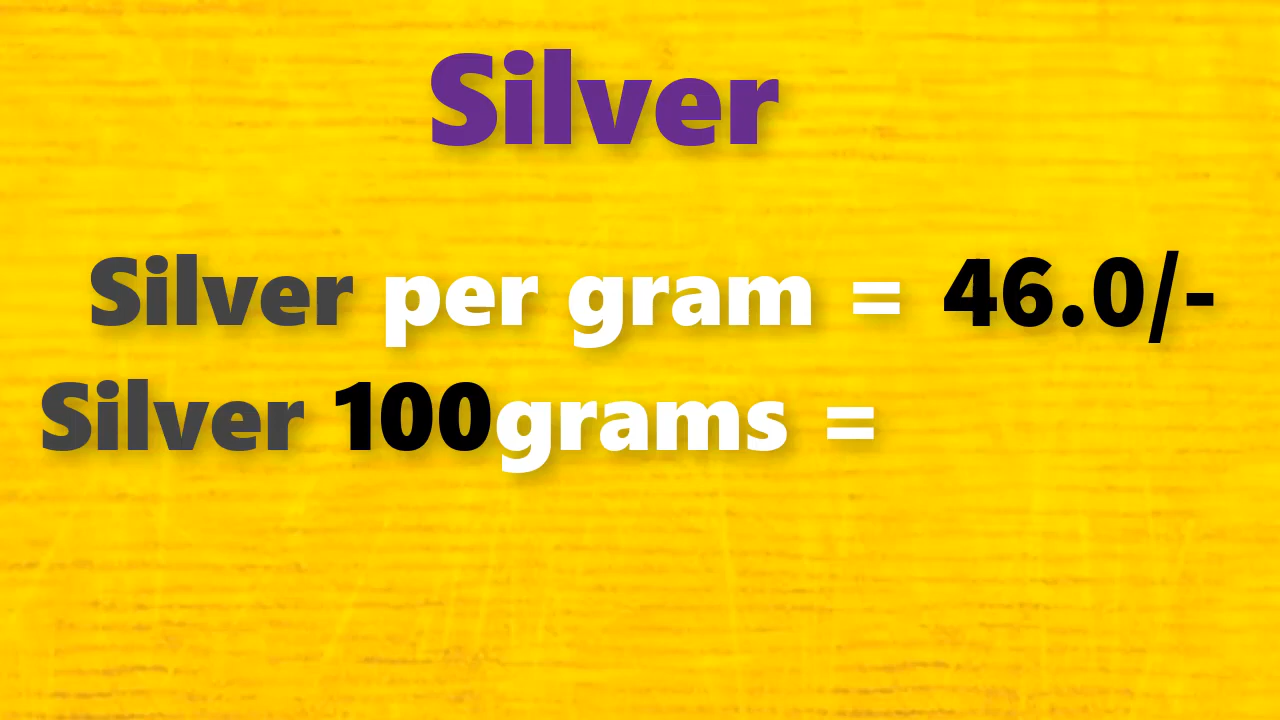 Silver
Silver per gram = 46.0/-
Silver 100grams =